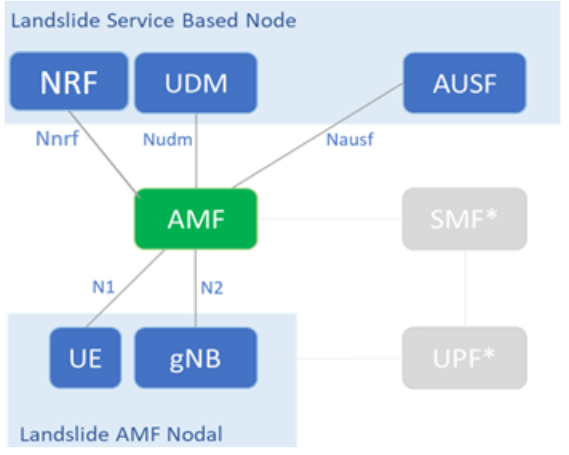 Landslide Service Based Node
NRF
UDM
AUSF
Nnrf
Nudm
Nausf
AMF
SMF*
N1
N2
UE
gNB
UPF*
Landslide AMF Nodal